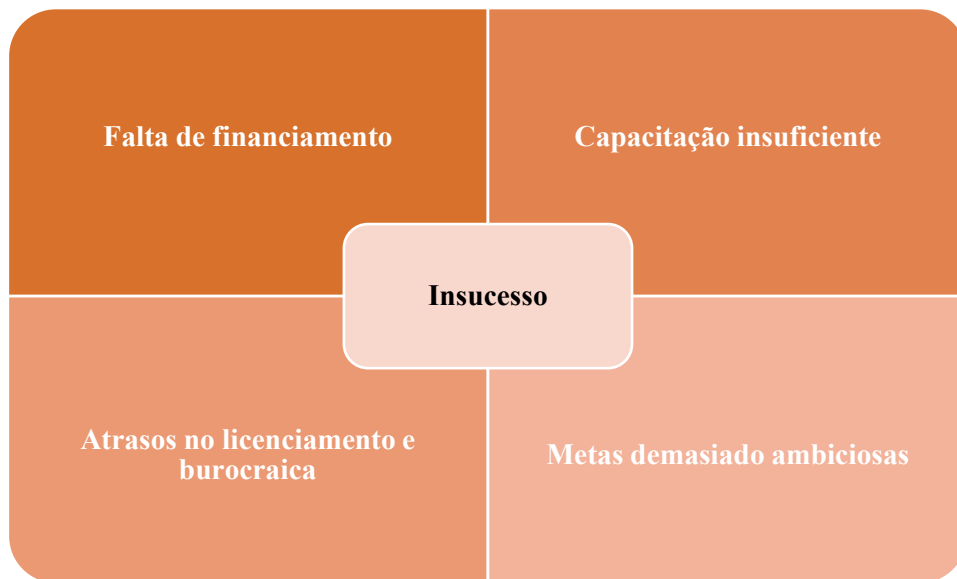 Falta de financiamento
Capacitação insuficiente
Insucesso
Atrasos no licenciamento e
burocraica
Metas demasiado ambiciosas